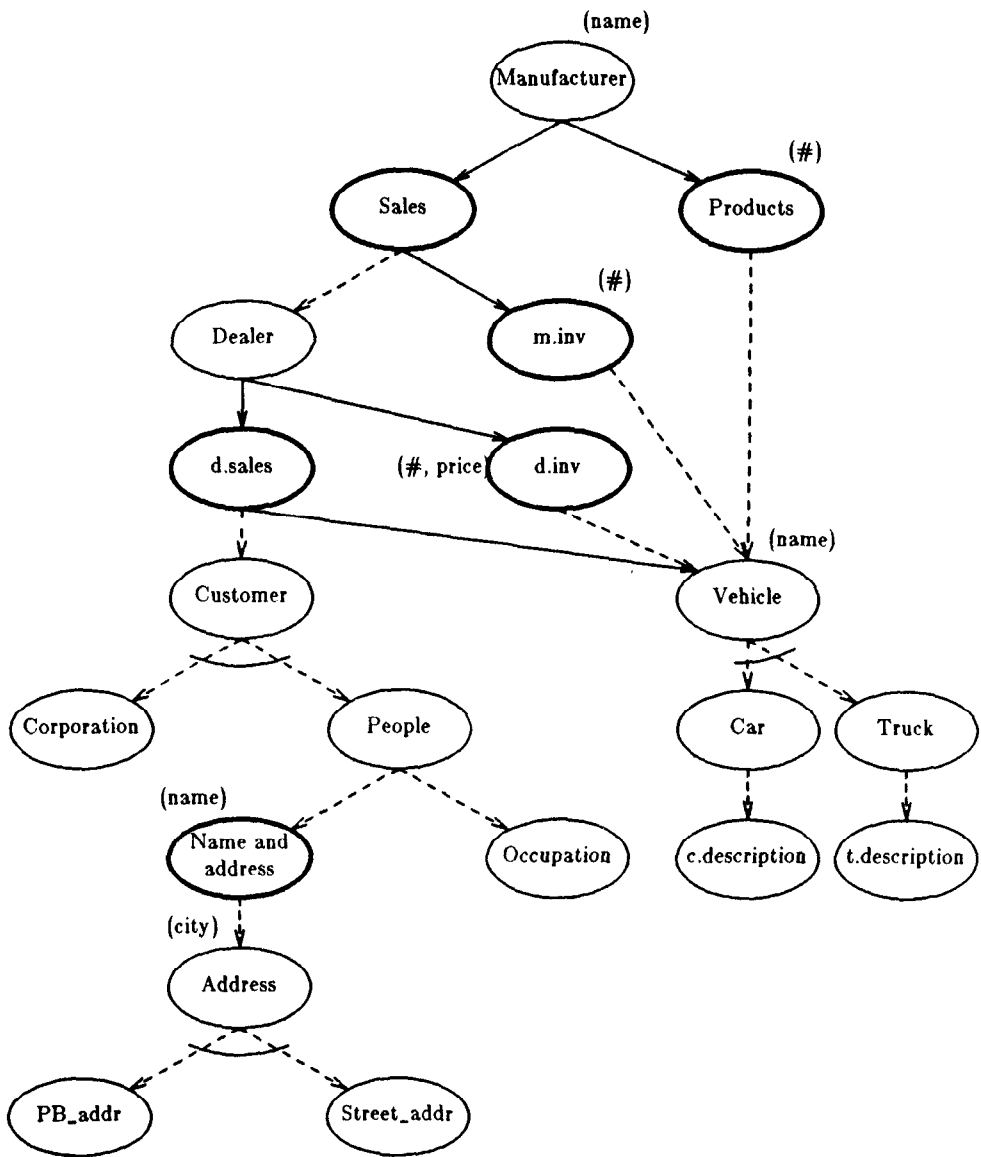 (name)
Manufacturer
(#)
Sales
Products
(#)
Dealer
m.inv
d.sales
(#, price)
d.inv
(name)
Customer
Vehicle
Corporation
People
Car
Truck
(name)
Name and
address
Occupation
c.description
t.description
(city)
Address
PB_addr
Street_addr